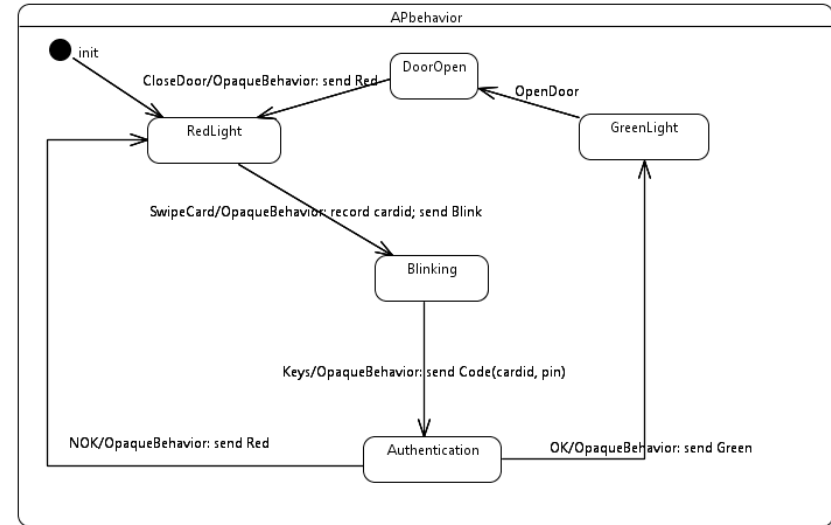 APbehavior
init
DoorOpen
CloseDoor/OpaqueBehavior: send Red
OpenDoor
GreenLight
RedLight
SwipeCard/OpaqueBehavior: record cardid; send Blink
Blinking
Keys/OpaqueBehavior: send Code(cardid, pin)
NOK/OpaqueBehavior: send Red
Authentication
OK/OpaqueBehavior: send Green